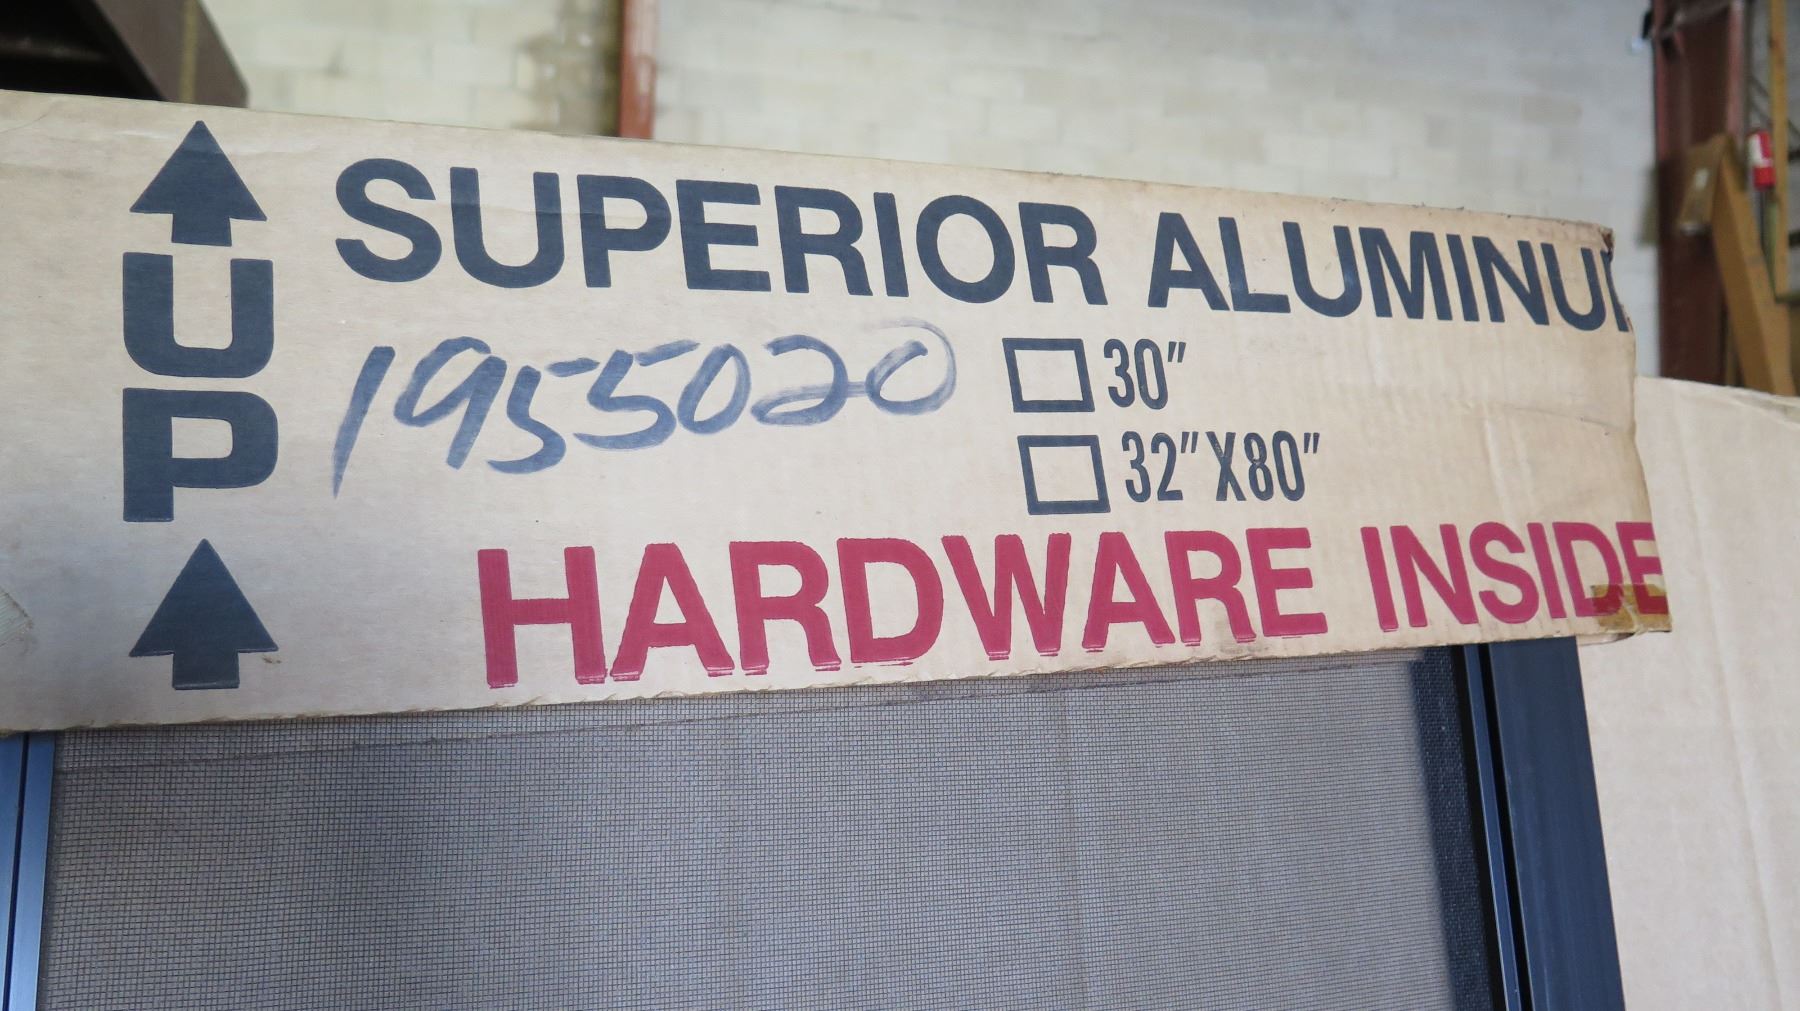 UP
SUPERIOR ALUMINU
1955020
30"
32"X80"
HARDWARE INSIDE